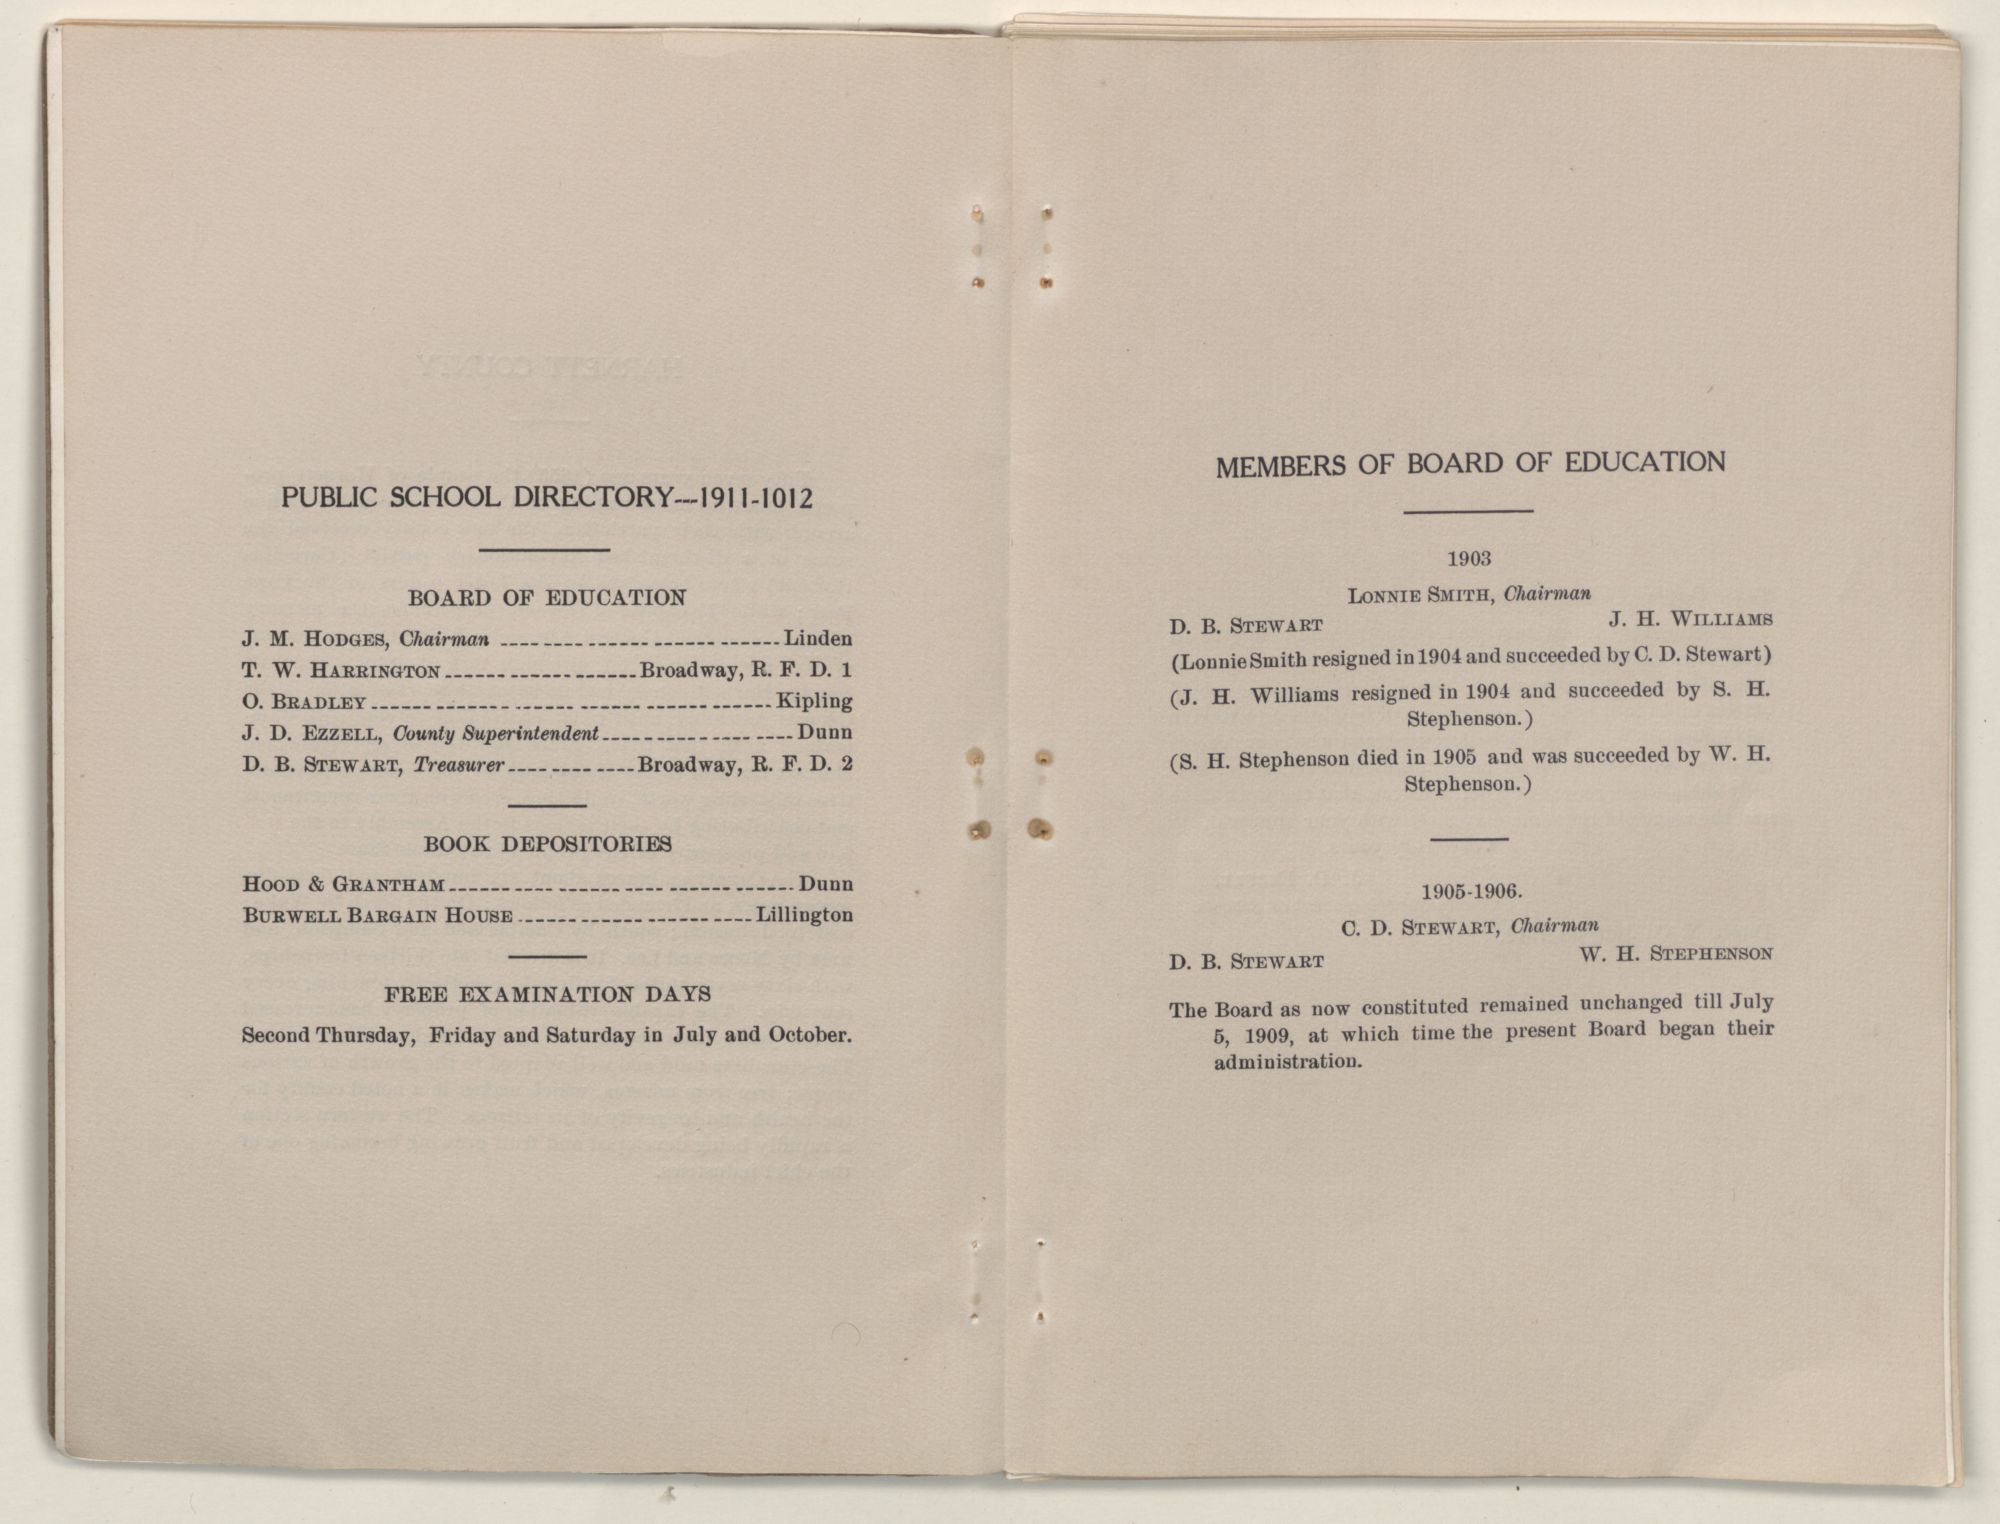 PUBLIC SCHOOL DIRECTORY---1911-1012
BOARD OF EDUCATION
J. M. HODGES, Chairman ---- ---- ------ ------ ------ Linden
T. W. HARRINGTON ------ ------ ------ Broadway, R. F. D. 1
O. BRADLEY ------ ------- ------ ------ ------ ------ Kipling
J. D. EZZELL, County Superintendent ----- ------- ---- ---- Dunn
D. B. STEWART, Treasurer ---- ---- ---- Broadway, R. F. D. 2
BOOK DEPOSITORIES
HOOD & GRANTHAM ------ ---- ------ ---- ------ ------ Dunn
BURWELL BARGAIN HOUSE ------ ------ ------ ---- Lillington
FREE EXAMINATION DAYS
Second Thursday, Friday and Saturday in July and October.
MEMBERS OF BOARD OF EDUCATION
1903
LONNIE SMITH, Chairman
D. B. STEWART J. H. WILLIAMS
(Lonnie Smith resigned in 1904 and succeeded by C. D. Stewart)
(J. H. Williams resigned in 1904 and succeeded by S. H.
Stephenson.)
(S. H. Stephenson died in 1905 and was succeeded by W. H.
Stephenson.)
1905-1906.
C. D. STEWART, Chairman
D. B. STEWART W. H. STEPHENSON
The Board as now constituted remained unchanged till July
5, 1909, at which time the present Board began their
administration.